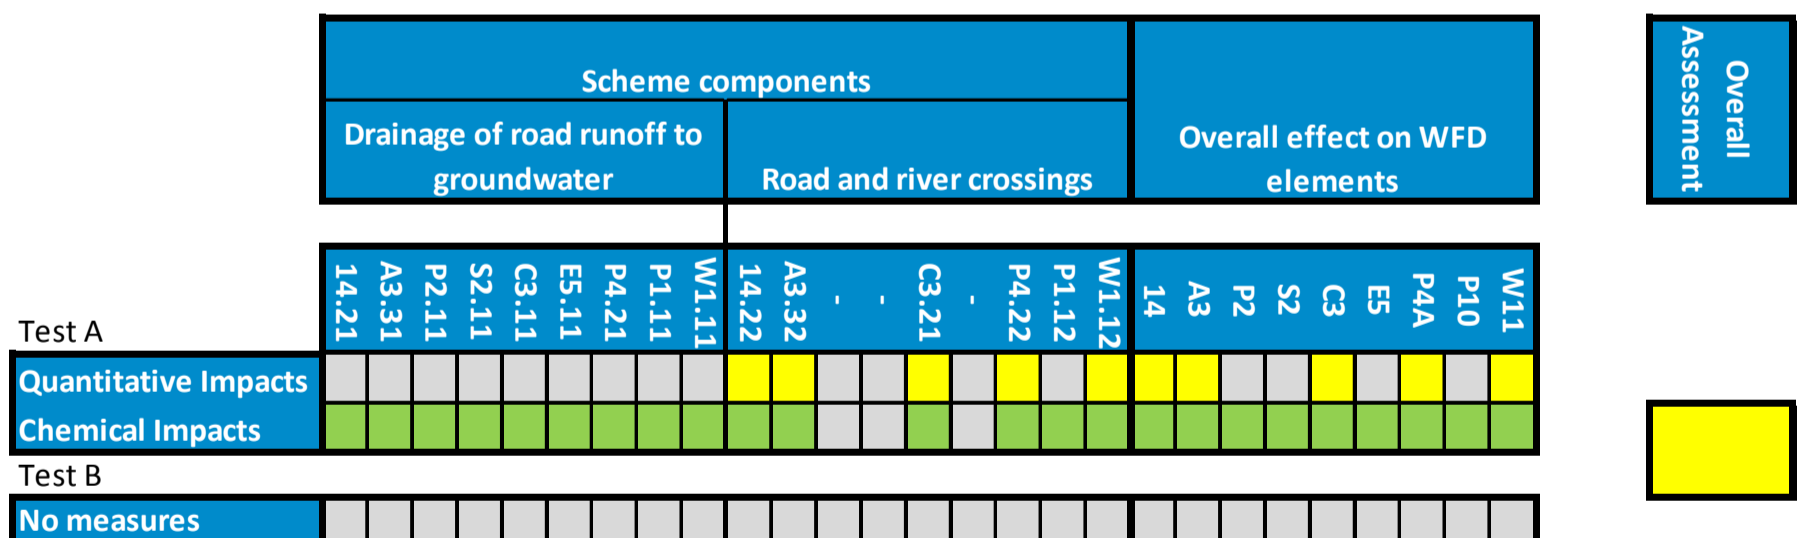 Scheme components
Overall
Assessment
Drainage of road runoff to
groundwater
Road and river crossings
Overall effect on WFD
elements
14.21 A3.31 P2.11 S2.11 C3.11 E5.11 P4.21 P1.11 W1.11 14.22 A3.32 - - C3.21 - P4.22 P1.12 W1.12 14 A3 P2 S2 C3 E5 P4A P10 W11
Test A
Quantitative Impacts
Chemical Impacts
Test B
No measures